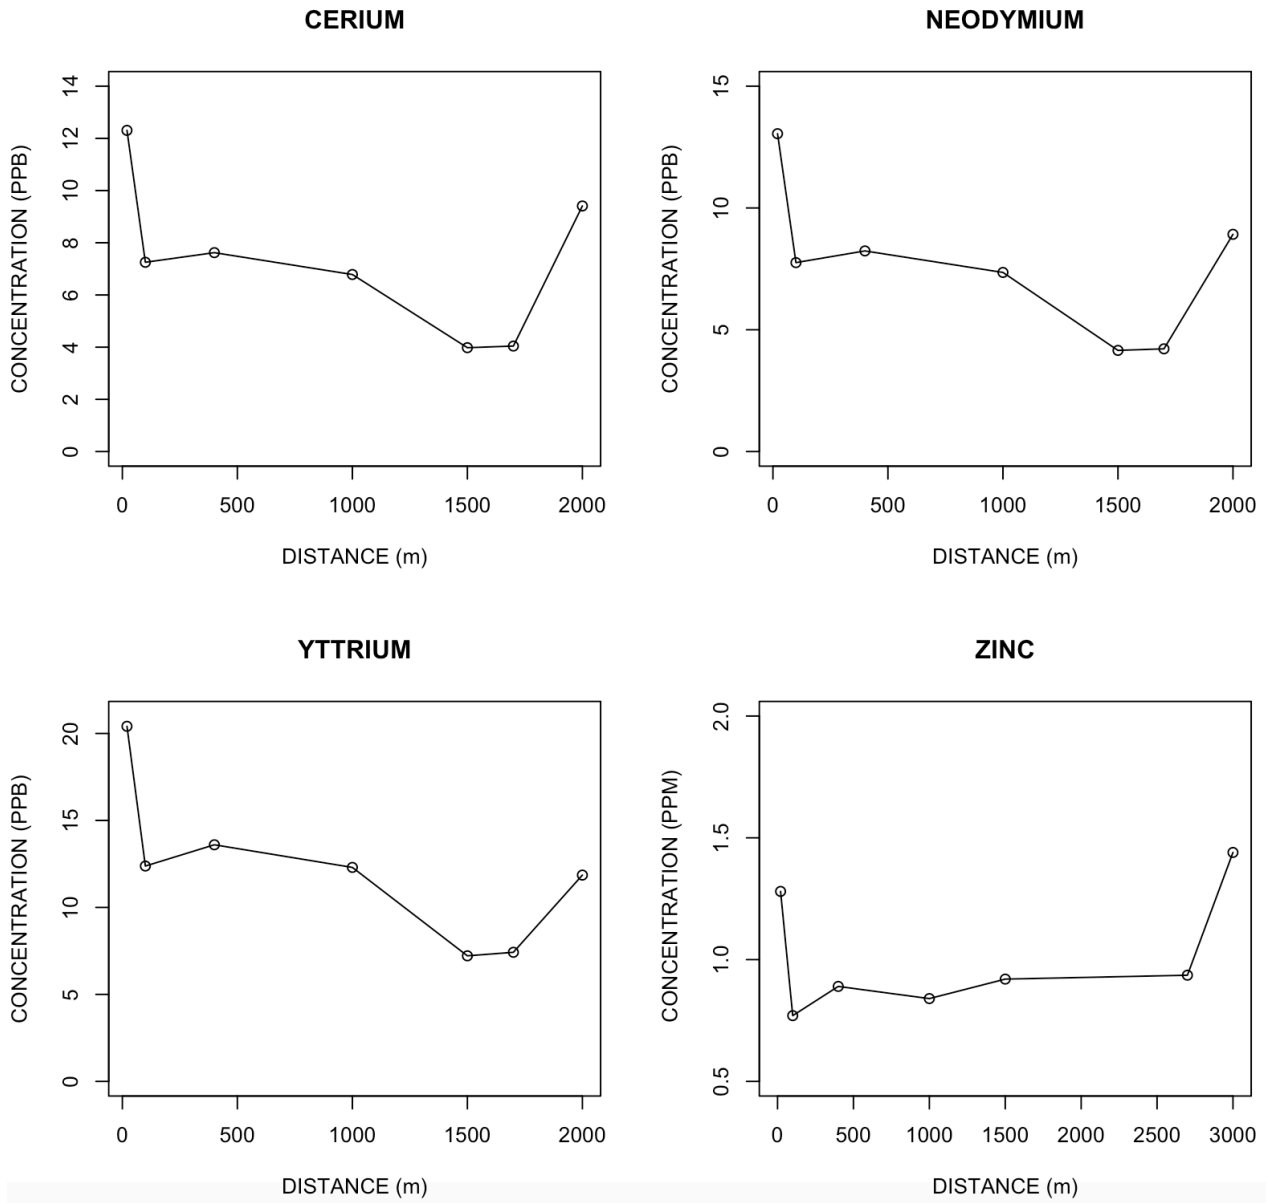 CERIUM
CONCENTRATION (PPB)
14
12
10
8
6
4
2
0
0 500 1000 1500 2000
DISTANCE (m)
NEODYMIUM
CONCENTRATION (PPB)
15
10
5
0
0 500 1000 1500 2000
DISTANCE (m)
YTTRIUM
CONCENTRATION (PPB)
20
15
10
5
0
0 500 1000 1500 2000
DISTANCE (m)
ZINC
CONCENTRATION (PPM)
2.0
1.5
1.0
0.5
0 500 1000 1500 2000 2500 3000
DISTANCE (m)